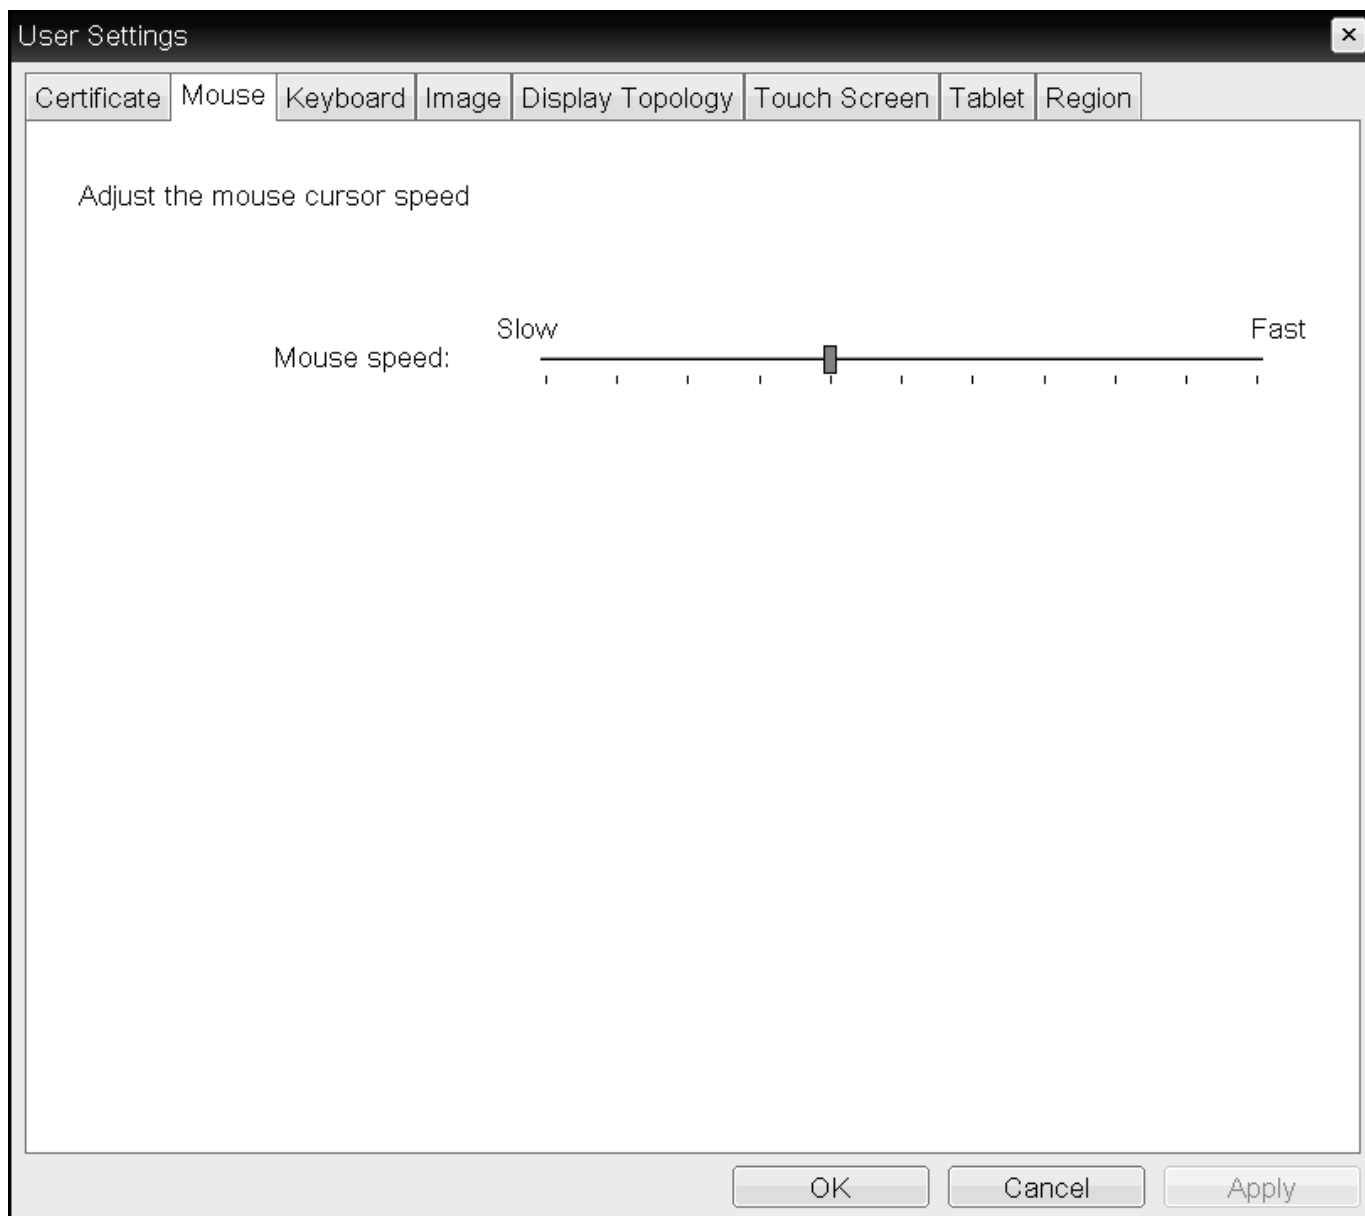 User Settings
Certificate Mouse Keyboard Image Display Topology Touch Screen Tablet Region
Adjust the mouse cursor speed
Slow Fast
Mouse speed:
OK Cancel Apply